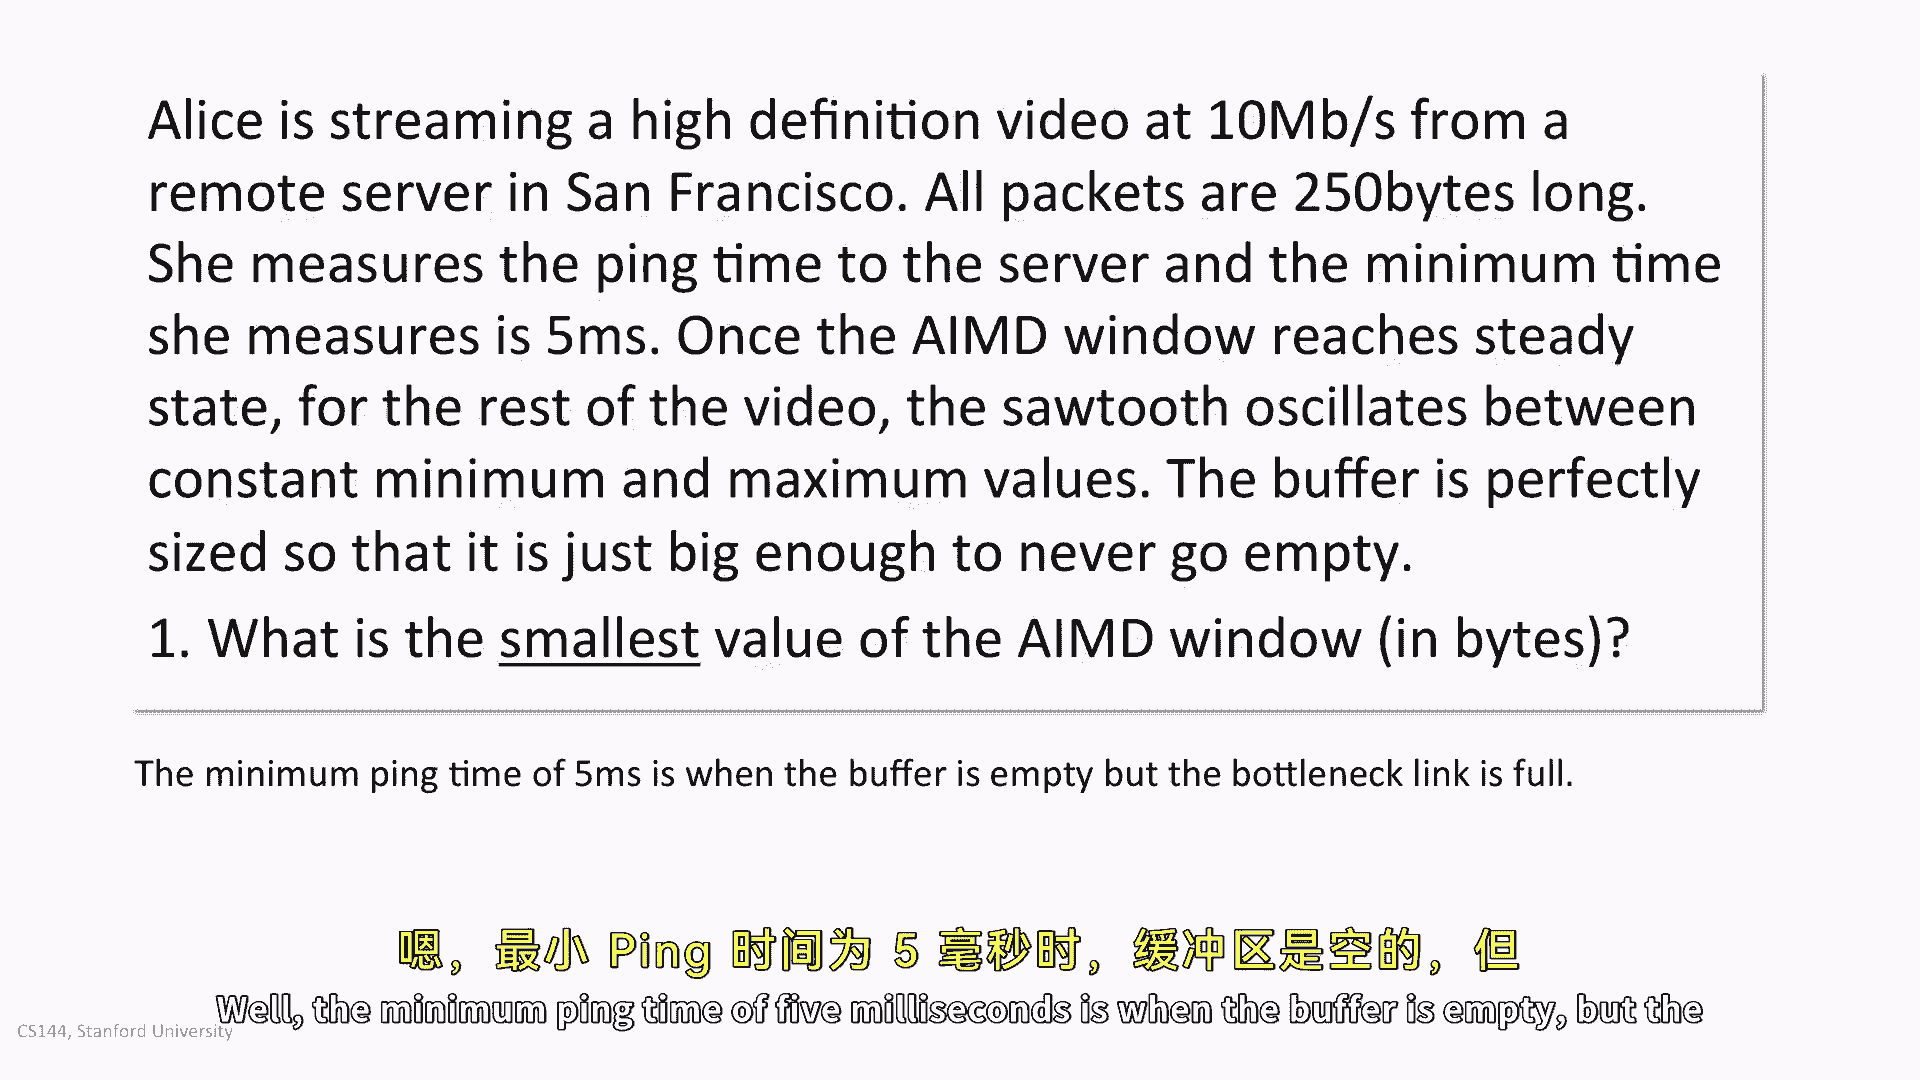 Alice is streaming a high definition video at 10Mb/s from a
remote server in San Francisco. All packets are 250bytes long.
She measures the ping time to the server and the minimum time
she measures is 5ms. Once the AIMD window reaches steady
state, for the rest of the video, the sawtooth oscillates between
constant minimum and maximum values. The buffer is perfectly
sized so that it is just big enough to never go empty.
1. What is the smallest value of the AIMD window (in bytes)?
The minimum ping time of 5ms is when the buffer is empty but the bottleneck link is full.
嗯，最小 Ping 时间为 5 毫秒时，缓冲区是空的，但
Well, the minimum ping time of five milliseconds is when the buffer is empty, but the
CS144, Stanford University